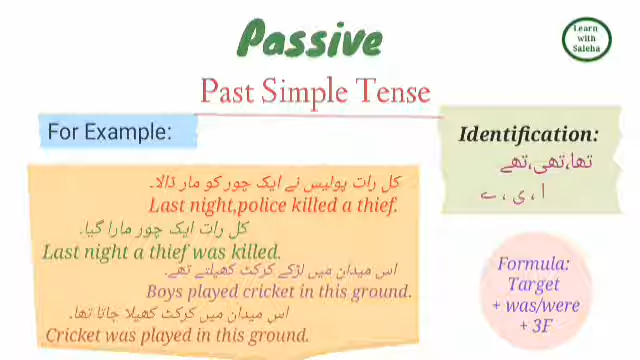 Passive
Learn
with
Saleha
Past Simple Tense
For Example:
کل رات پولیس نے ایک چور کو مار ڈالا۔
Last night,police killed a thief.
کل رات ایک چور مارا گیا۔
Last night a thief was killed.
اس میدان میں لڑکے کرکٹ کھیلتے تھے۔
Boys played cricket in this ground.
اس میدان میں کرکٹ کھیلا جاتا تھا۔
Cricket was played in this ground.
Identification:
تھا،تھی،تھے
ا ، ی ، ے
Formula:
Target
+ was/were
+ 3F